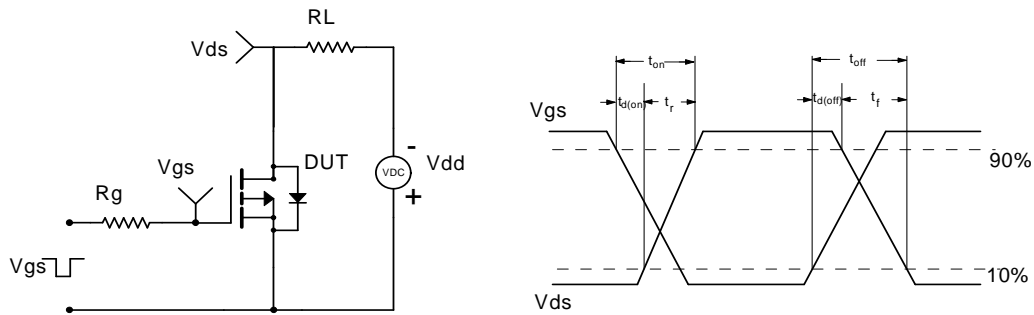 RL
Vds
Vgs
DUT
VDC
-
+
Vdd
Rg
Vgs
ton
toff
td(on)
tr
td(off)
tf
Vgs
90%
10%
Vds